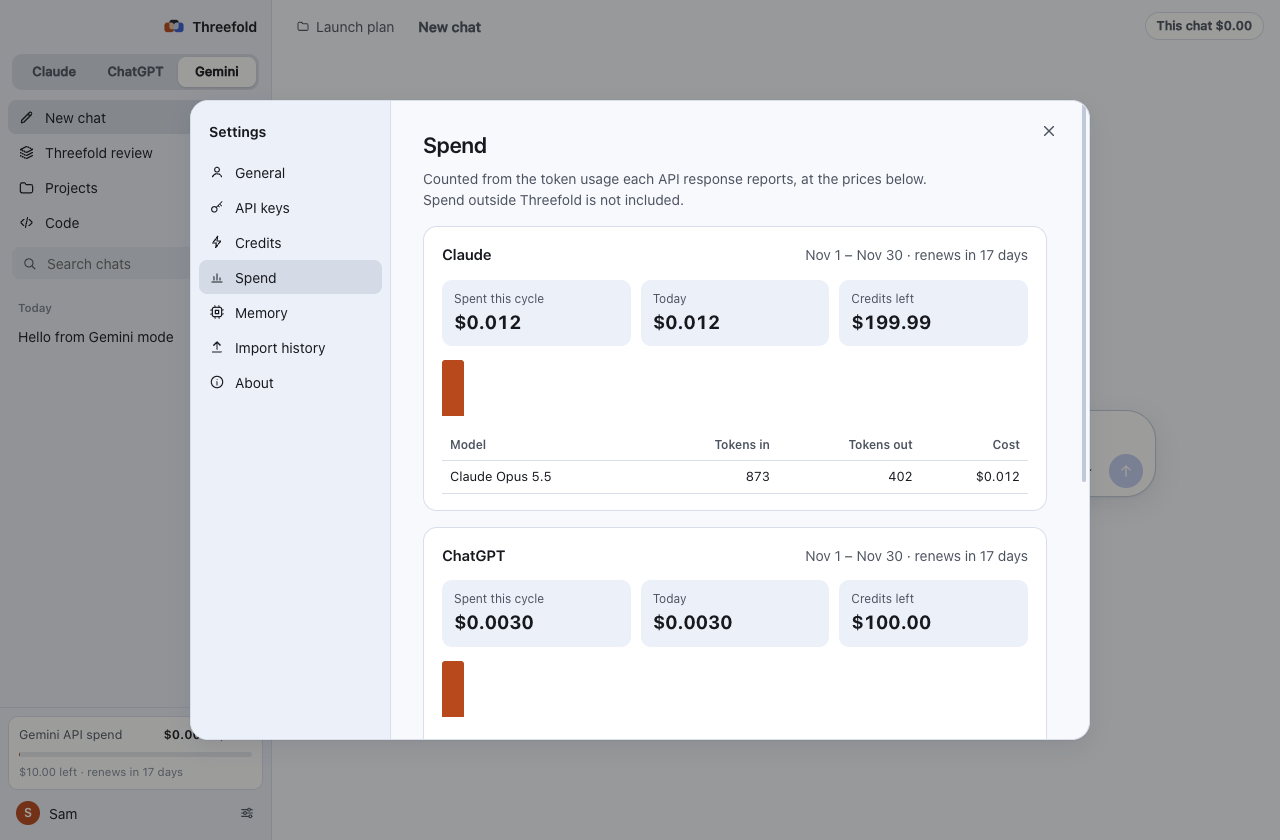 Threefold
Launch plan
New chat
This chat $0.00
Claude
ChatGPT
Gemini
New chat
Threefold review
Projects
Code
Search chats
Today
Hello from Gemini mode
Gemini API spend
$10.00 left · renews in 17 days
S
Sam
Settings
General
API keys
Credits
Spend
Memory
Import history
About
Spend
Counted from the token usage each API response reports, at the prices below.
Spend outside Threefold is not included.
Claude
Nov 1 – Nov 30 · renews in 17 days
Spent this cycle
$0.012
Today
$0.012
Credits left
$199.99
Model Tokens in Tokens out Cost
Claude Opus 5.5 873 402 $0.012
ChatGPT
Nov 1 – Nov 30 · renews in 17 days
Spent this cycle
$0.0030
Today
$0.0030
Credits left
$100.00